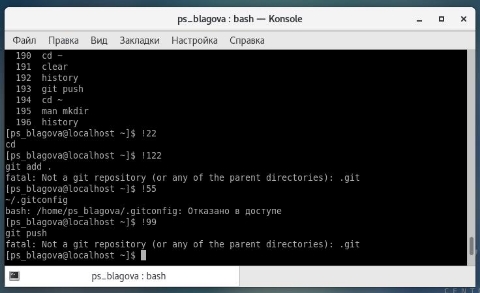 ps_blagova : bash — Konsole
Файл Правка Вид Закладки Настройка Справка
190 cd ~
191 clear
192 history
193 git push
194 cd ~
195 man mkdir
196 history
[ps_blagova@localhost ~]$ !22
cd
[ps_blagova@localhost ~]$ !122
git add .
fatal: Not a git repository (or any of the parent directories): .git
[ps_blagova@localhost ~]$ !55
~/.gitconfig
bash: /home/ps_blagova/.gitconfig: Отказано в доступе
[ps_blagova@localhost ~]$ !99
git push
fatal: Not a git repository (or any of the parent directories): .git
[ps_blagova@localhost ~]$
ps_blagova : bash